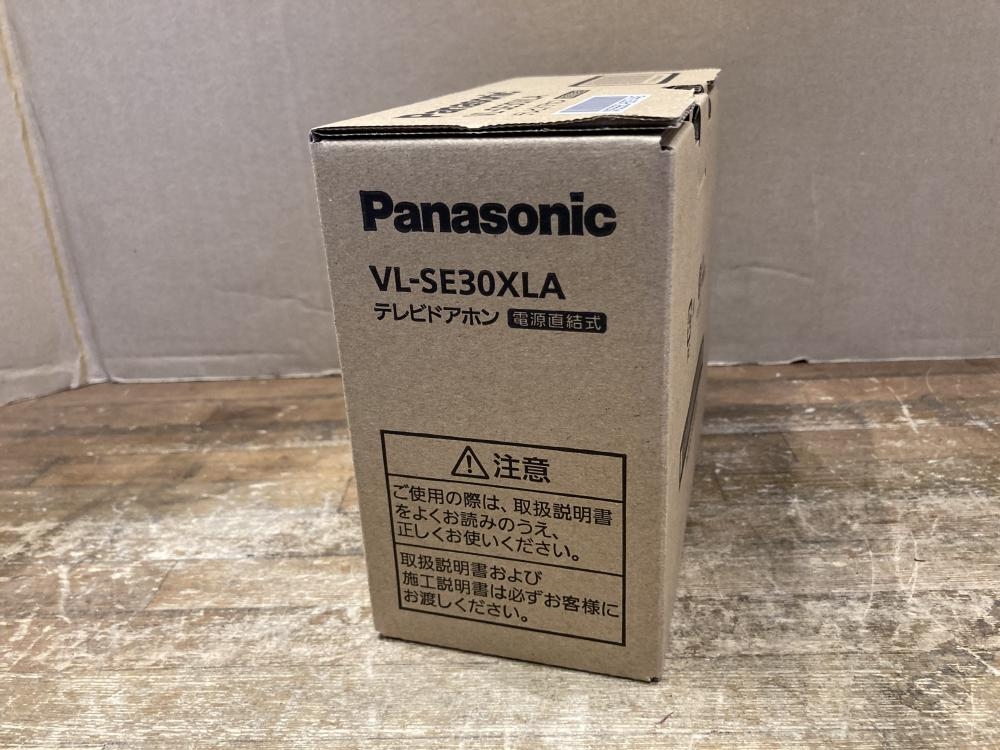 Panasonic
Panasonic
VL-SE30XLA
テレビドアホン 電源直結式
注意
ご使用の際は、取扱説明書
をよくお読みのうえ、
正しくお使いください。
取扱説明書および
施工説明書は必ずお客様に
お渡しください。